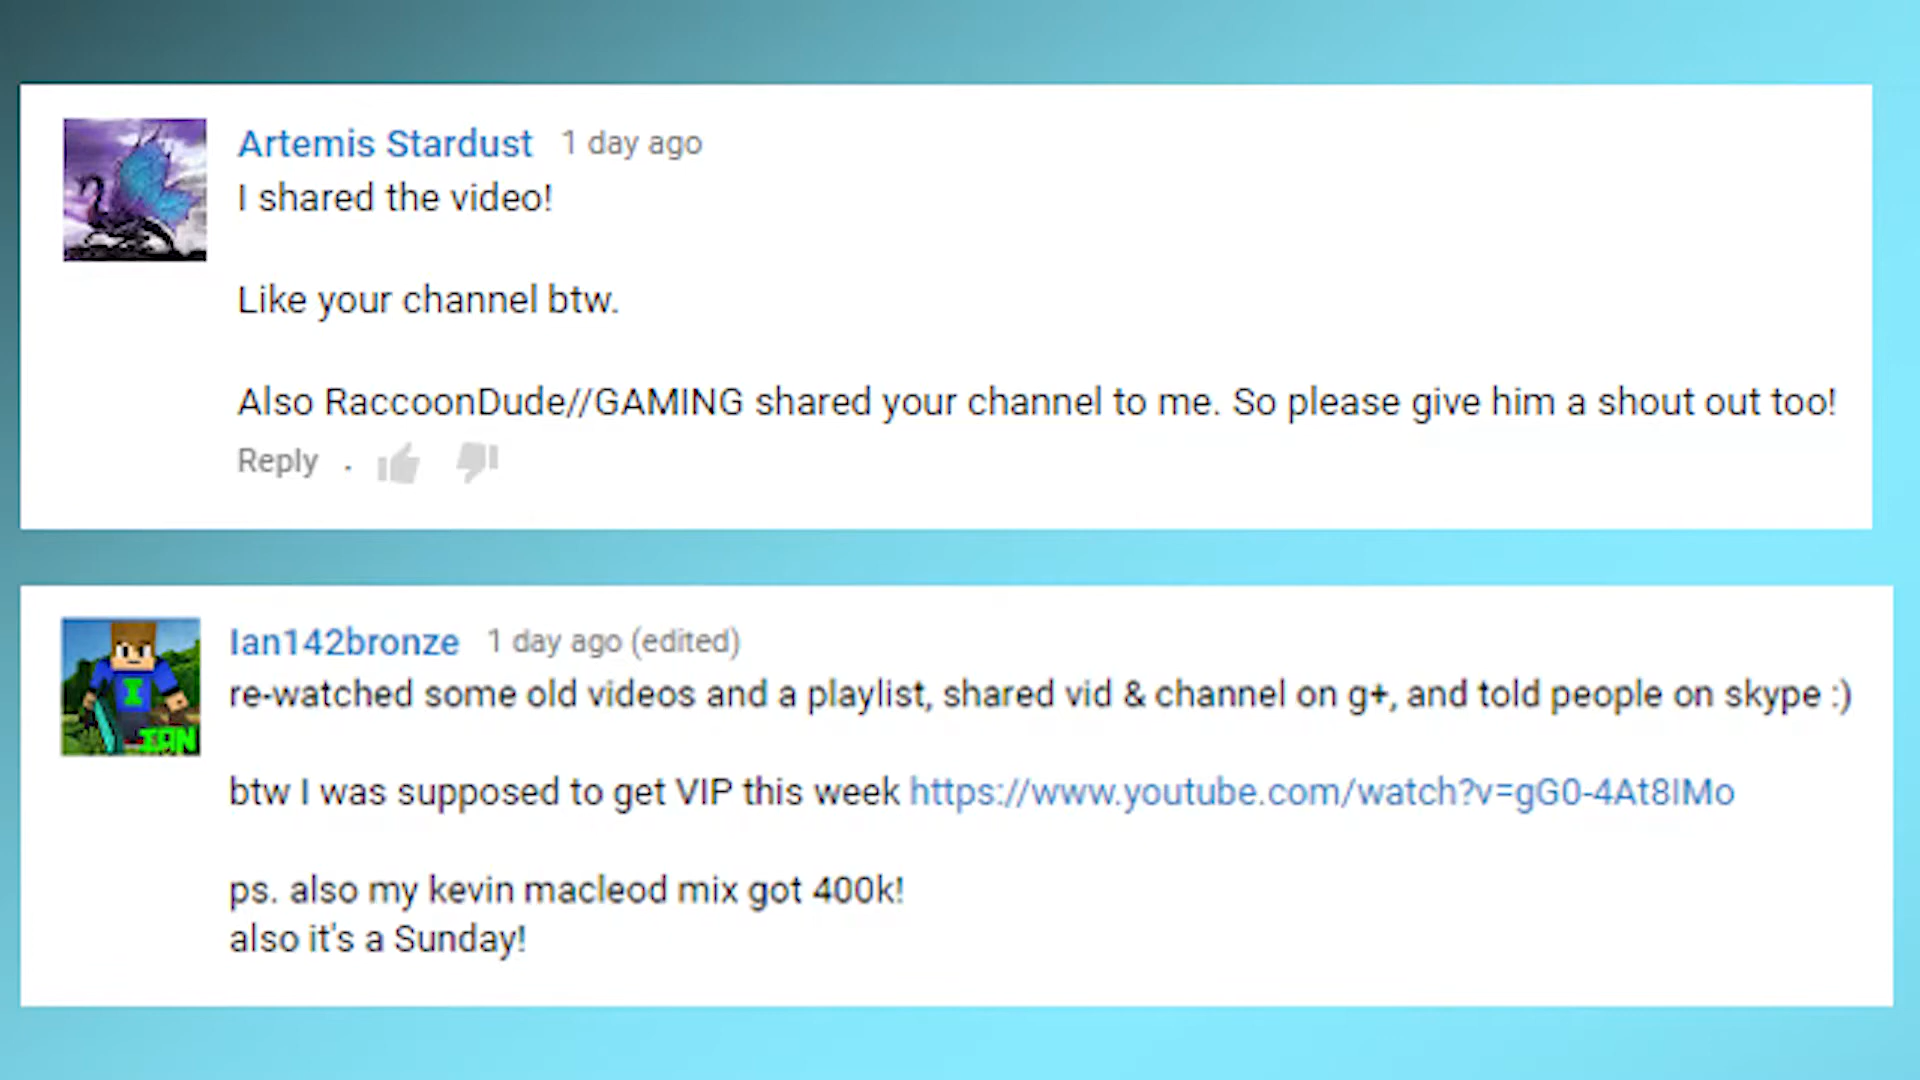 Artemis Stardust 1 day ago
I shared the video!
Like your channel btw.
Also RaccoonDude//GAMING shared your channel to me. So please give him a shout out too!
Reply .
Ian142bronze 1 day ago (edited)
re-watched some old videos and a playlist, shared vid & channel on g+, and told people on skype :)
btw I was supposed to get VIP this week https://www.youtube.com/watch?v=gG0-4At8IMo
ps. also my kevin macleod mix got 400k!
also it's a Sunday!
I
IAN